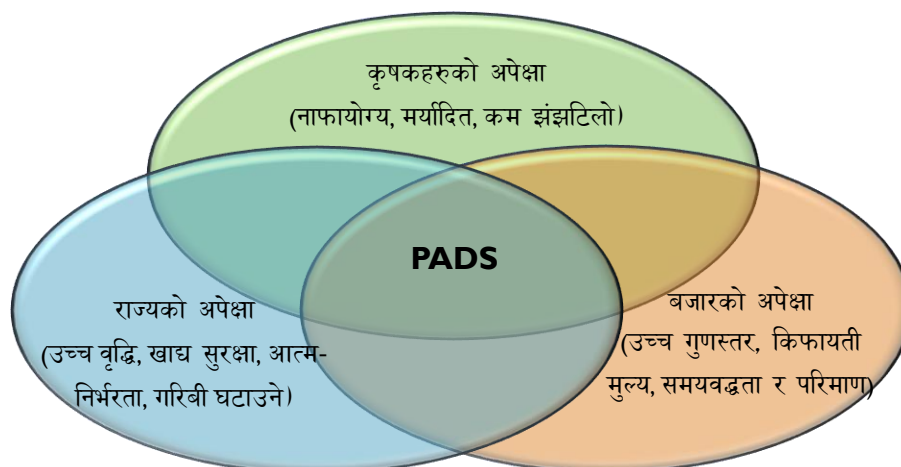 कृषकहरुको अपेक्षा
(नाफायोग्य, मर्यादित, कम झंझटिलो)
PADS
राज्यको अपेक्षा
(उच्च वृद्धि, खाद्य सुरक्षा, आत्म-
निर्भरता, गरिबी घटाउने)
बजारको अपेक्षा
(उच्च गुणस्तर, किफायती
मुल्य, समयवद्धता र परिमाण)